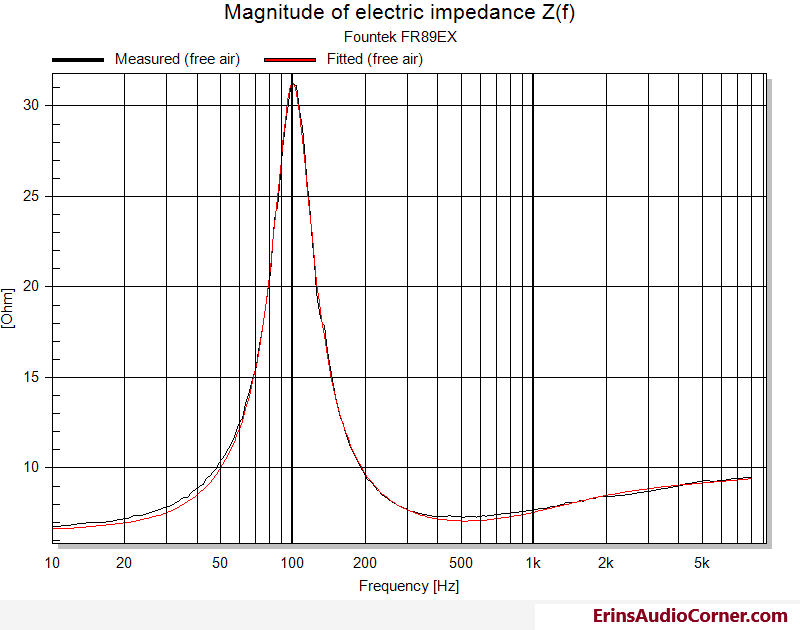 Magnitude of electric impedance Z(f)
Fountek FR89EX
Measured (free air) Fitted (free air)
30
25
20
15
10
[Ohm]
10 20 50 100 200 500 1k 2k 5k
Frequency [Hz]
ErinsAudioCorner.com